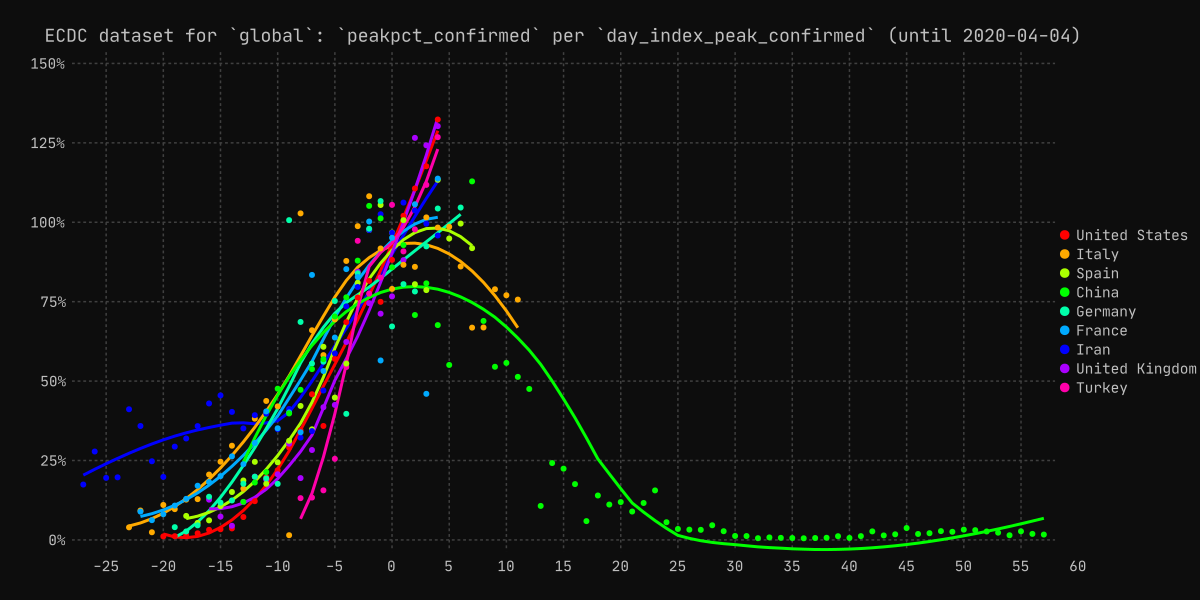 ECDC dataset for `global`: `peakpct_confirmed` per `day_index_peak_confirmed` (until 2020-04-04)
150%
125%
100%
75%
50%
25%
0%
-25 -20 -15 -10 -5 0 5 10 15 20 25 30 35 40 45 50 55 60
United States
Italy
Spain
China
Germany
France
Iran
United Kingdom
Turkey